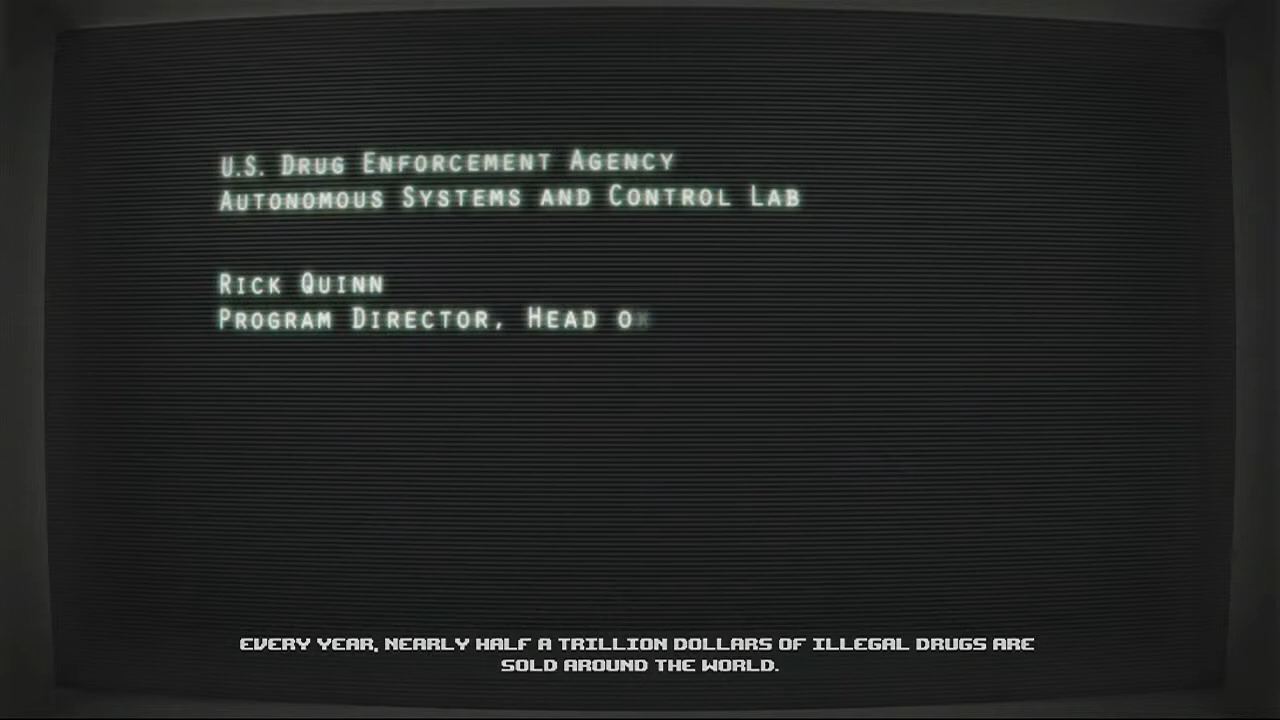 U.S. Drug Enforcement Agency
Autonomous Systems and Control Lab
Rick Quinn
Program Director, Head o
EVERY YEAR, NEARLY HALF A TRILLION DOLLARS OF ILLEGAL DRUGS ARE
SOLD AROUND THE WORLD.